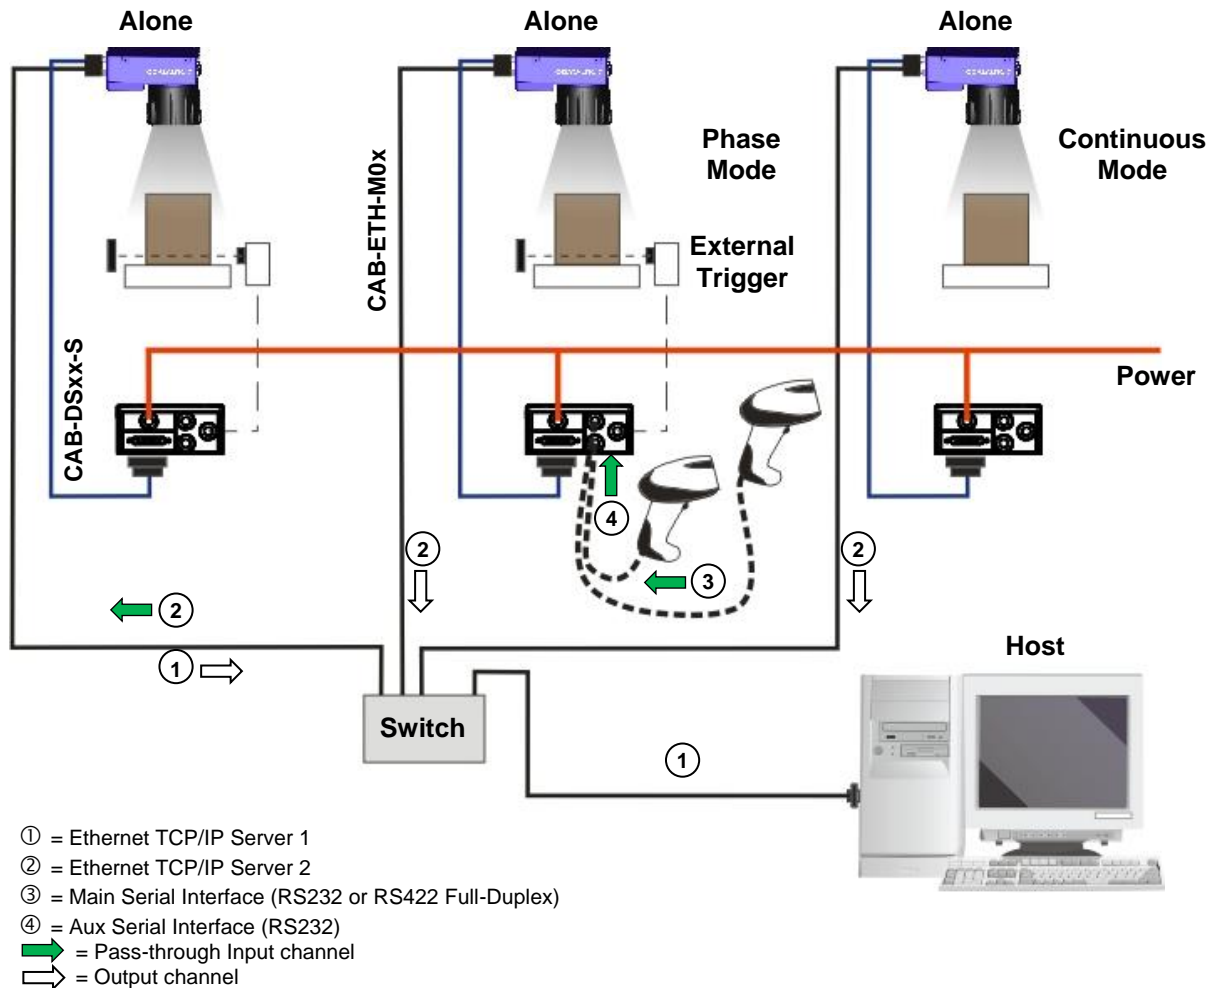 Alone
Alone
Alone
Phase
Mode
Continuous
Mode
CAB-ETH-M0x
External
Trigger
CAB-DSxx-S
Power
4
2
2
3
2
1
Host
Switch
1
① = Ethernet TCP/IP Server 1
② = Ethernet TCP/IP Server 2
③ = Main Serial Interface (RS232 or RS422 Full-Duplex)
④ = Aux Serial Interface (RS232)
= Pass-through Input channel
= Output channel